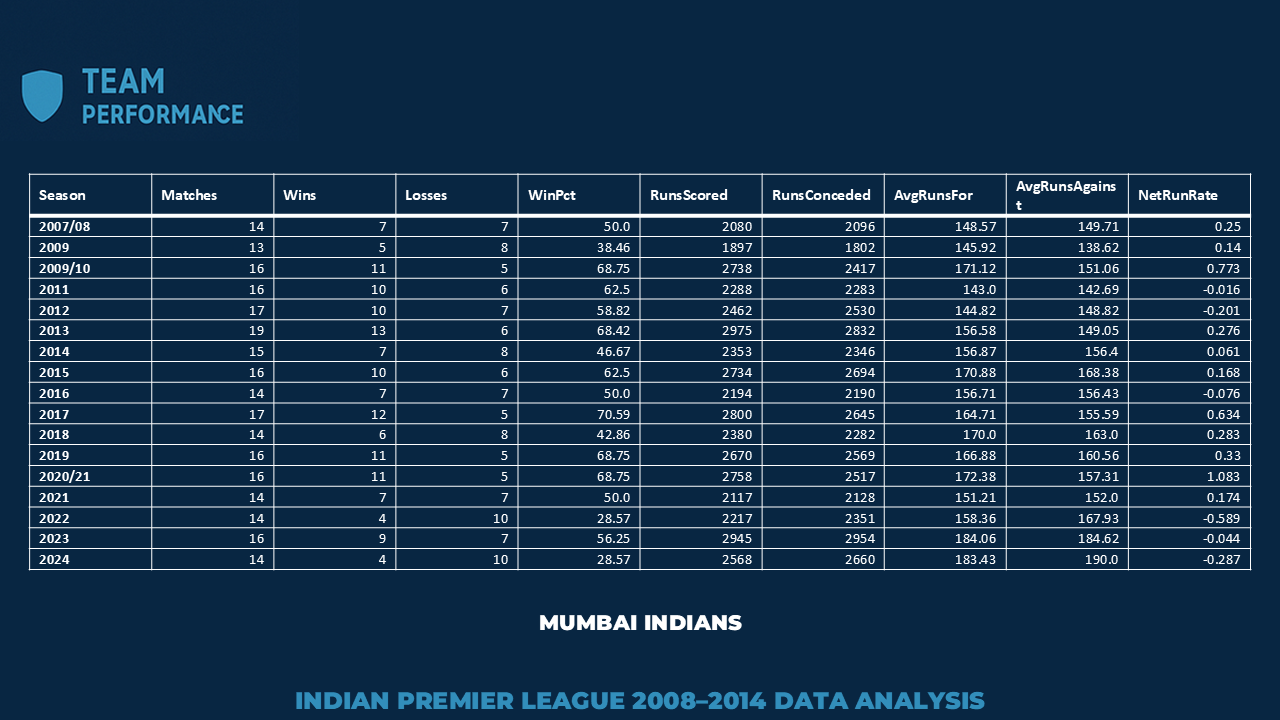 TEAM
PERFORMANCE
Season Matches Wins Losses WinPct RunsScored RunsConceded AvgRunsFor AvgRunsAgains
t NetRunRate
2007/08 14 7 7 50.0 2080 2096 148.57 149.71 0.25
2009 13 5 8 38.46 1897 1802 145.92 138.62 0.14
2009/10 16 11 5 68.75 2738 2417 171.12 151.06 0.773
2011 16 10 6 62.5 2288 2283 143.0 142.69 -0.016
2012 17 10 7 58.82 2462 2530 144.82 148.82 -0.201
2013 19 13 6 68.42 2975 2832 156.58 149.05 0.276
2014 15 7 8 46.67 2353 2346 156.87 156.4 0.061
2015 16 10 6 62.5 2734 2694 170.88 168.38 0.168
2016 14 7 7 50.0 2194 2190 156.71 156.43 -0.076
2017 17 12 5 70.59 2800 2645 164.71 155.59 0.634
2018 14 6 8 42.86 2380 2282 170.0 163.0 0.283
2019 16 11 5 68.75 2670 2569 166.88 160.56 0.33
2020/21 16 11 5 68.75 2758 2517 172.38 157.31 1.083
2021 14 7 7 50.0 2117 2128 151.21 152.0 0.174
2022 14 4 10 28.57 2217 2351 158.36 167.93 -0.589
2023 16 9 7 56.25 2945 2954 184.06 184.62 -0.044
2024 14 4 10 28.57 2568 2660 183.43 190.0 -0.287
MUMBAI INDIANS
INDIAN PREMIER LEAGUE 2008–2014 DATA ANALYSIS